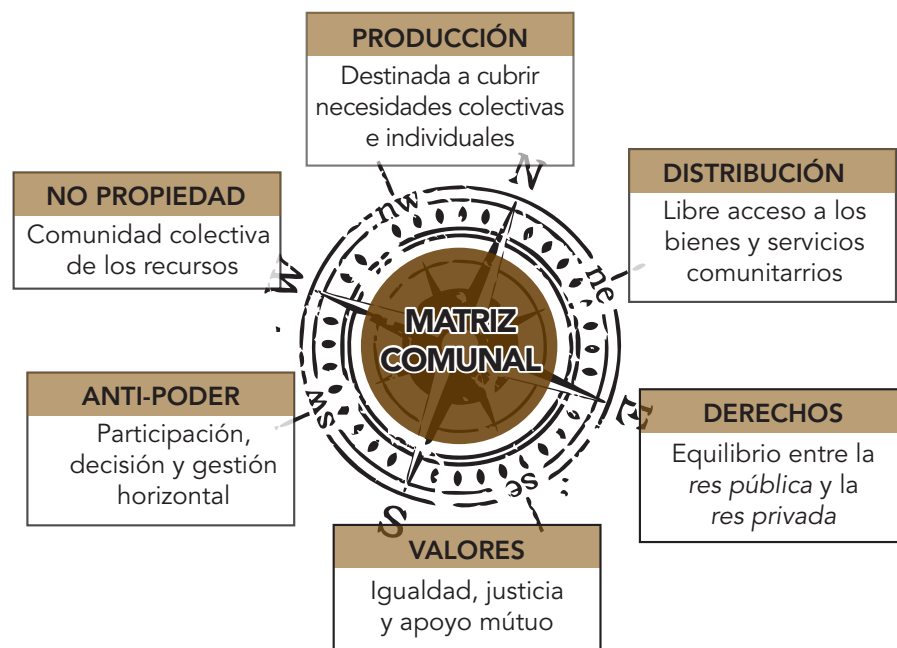 PRODUCCIÓN
Destinada a cubrir
necesidades colectivas
e individuales
NO PROPIEDAD
Comunidad colectiva
de los recursos
DISTRIBUCIÓN
Libre acceso a los
bienes y servicios
comunitarrios
N
nw
ne
W
MATRIZ
COMUNAL
ANTI-PODER
Participación,
decisión y gestión
horizontal
sw
E
DERECHOS
Equilibrio entre la
res pública y la
res privada
se
S
VALORES
Igualdad, justicia
y apoyo mútuo